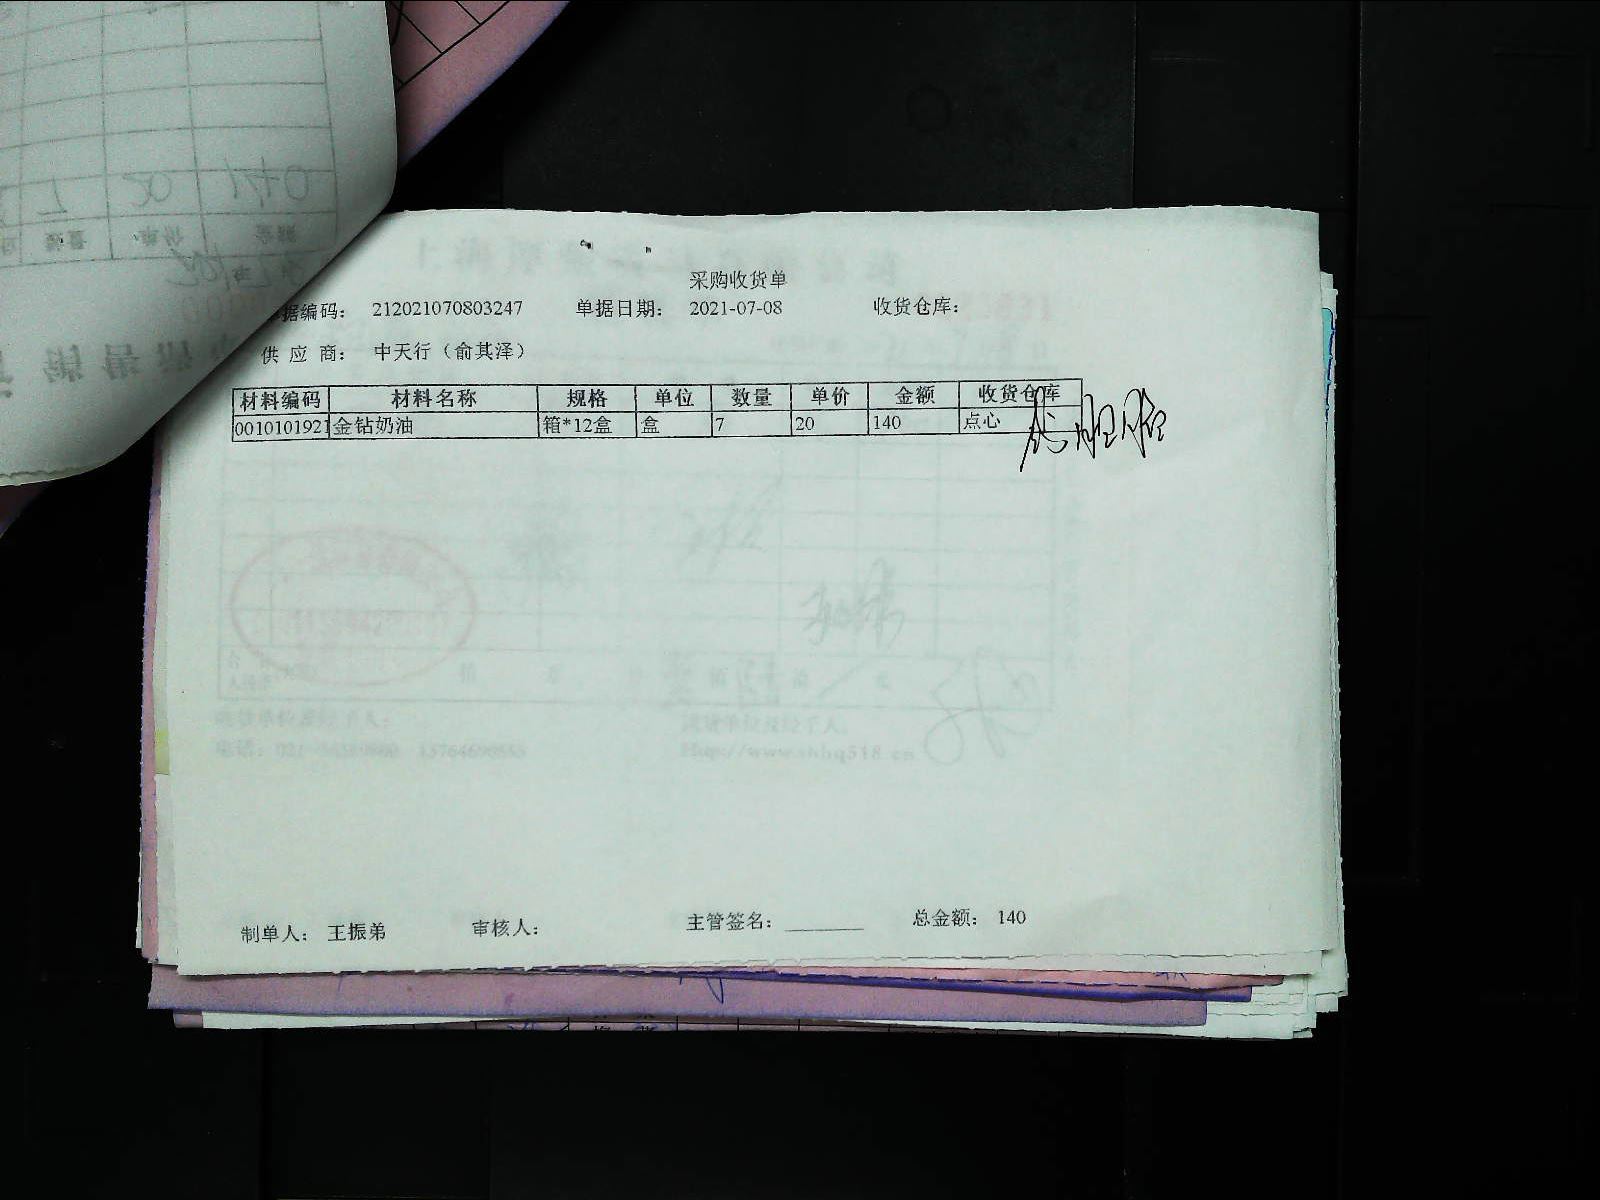 采购收货单
据编码： 212021070803247 单据日期： 2021-07-08 收货仓库：
供 应 商： 中天行（俞其泽）
材料编码 材料名称 规格 单位 数量 单价 金额 收货仓库
0010101921 金钻奶油 箱*12盒 盒 7 20 140 点心
制单人： 王振弟 审核人： 主管签名： ________ 总金额： 140